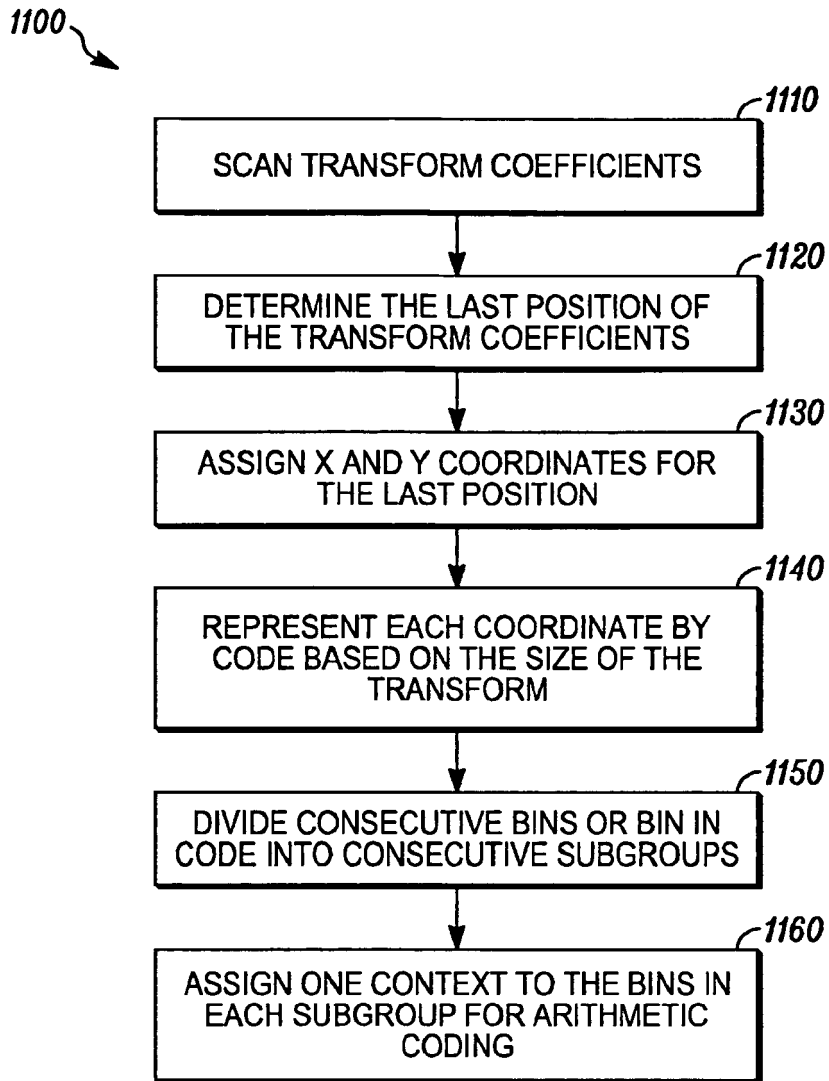 1100
1110
SCAN TRANSFORM COEFFICIENTS
1120
DETERMINE THE LAST POSITION OF
THE TRANSFORM COEFFICIENTS
1130
ASSIGN X AND Y COORDINATES FOR
THE LAST POSITION
1140
REPRESENT EACH COORDINATE BY
CODE BASED ON THE SIZE OF THE
TRANSFORM
1150
DIVIDE CONSECUTIVE BINS OR BIN IN
CODE INTO CONSECUTIVE SUBGROUPS
1160
ASSIGN ONE CONTEXT TO THE BINS IN
EACH SUBGROUP FOR ARITHMETIC
CODING